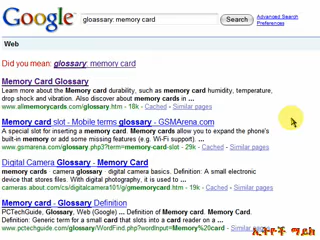 Google
gloassary: memory card
Search
Advanced Search
Preferences
Web
Did you mean: glossary: memory card
Memory Card Glossary
Learn more about the Memory card durability, such as memory card humidity, temperature,
drop shock and vibration. Also discover about memory cards in ...
www.allmemorycards.com/glossary.htm - 18k - Cached - Similar pages
Memory card slot - Mobile terms glossary - GSMArena.com
A special slot for inserting a memory card. Memory cards allow you to expand the phone's
built-in memory or add some missing features (e.g. Wi-Fi support). ...
www.gsmarena.com/glossary.php3?term=memory-card-slot - 29k - Cached - Similar pages
Digital Camera Glossary - Memory Card
memory cards · camera glossary · digital camera basics. Definition: A small electronic
device that stores files. With digital photography, it is used to ...
cameras.about.com/cs/digitalcamera101/g/gmemorycard.htm - 19k - Cached - Similar pages
Memory card - Glossary Definition
PCTechGuide, Glossary, Web (Google) ... Definition of Memory card. Memory Card.
Definition: Generic term for a small card that slots into a card reader on a ...
www.pctechguide.com/glossary/WordFind.php?wordInput=Memory%20card - Cached - Similar pages